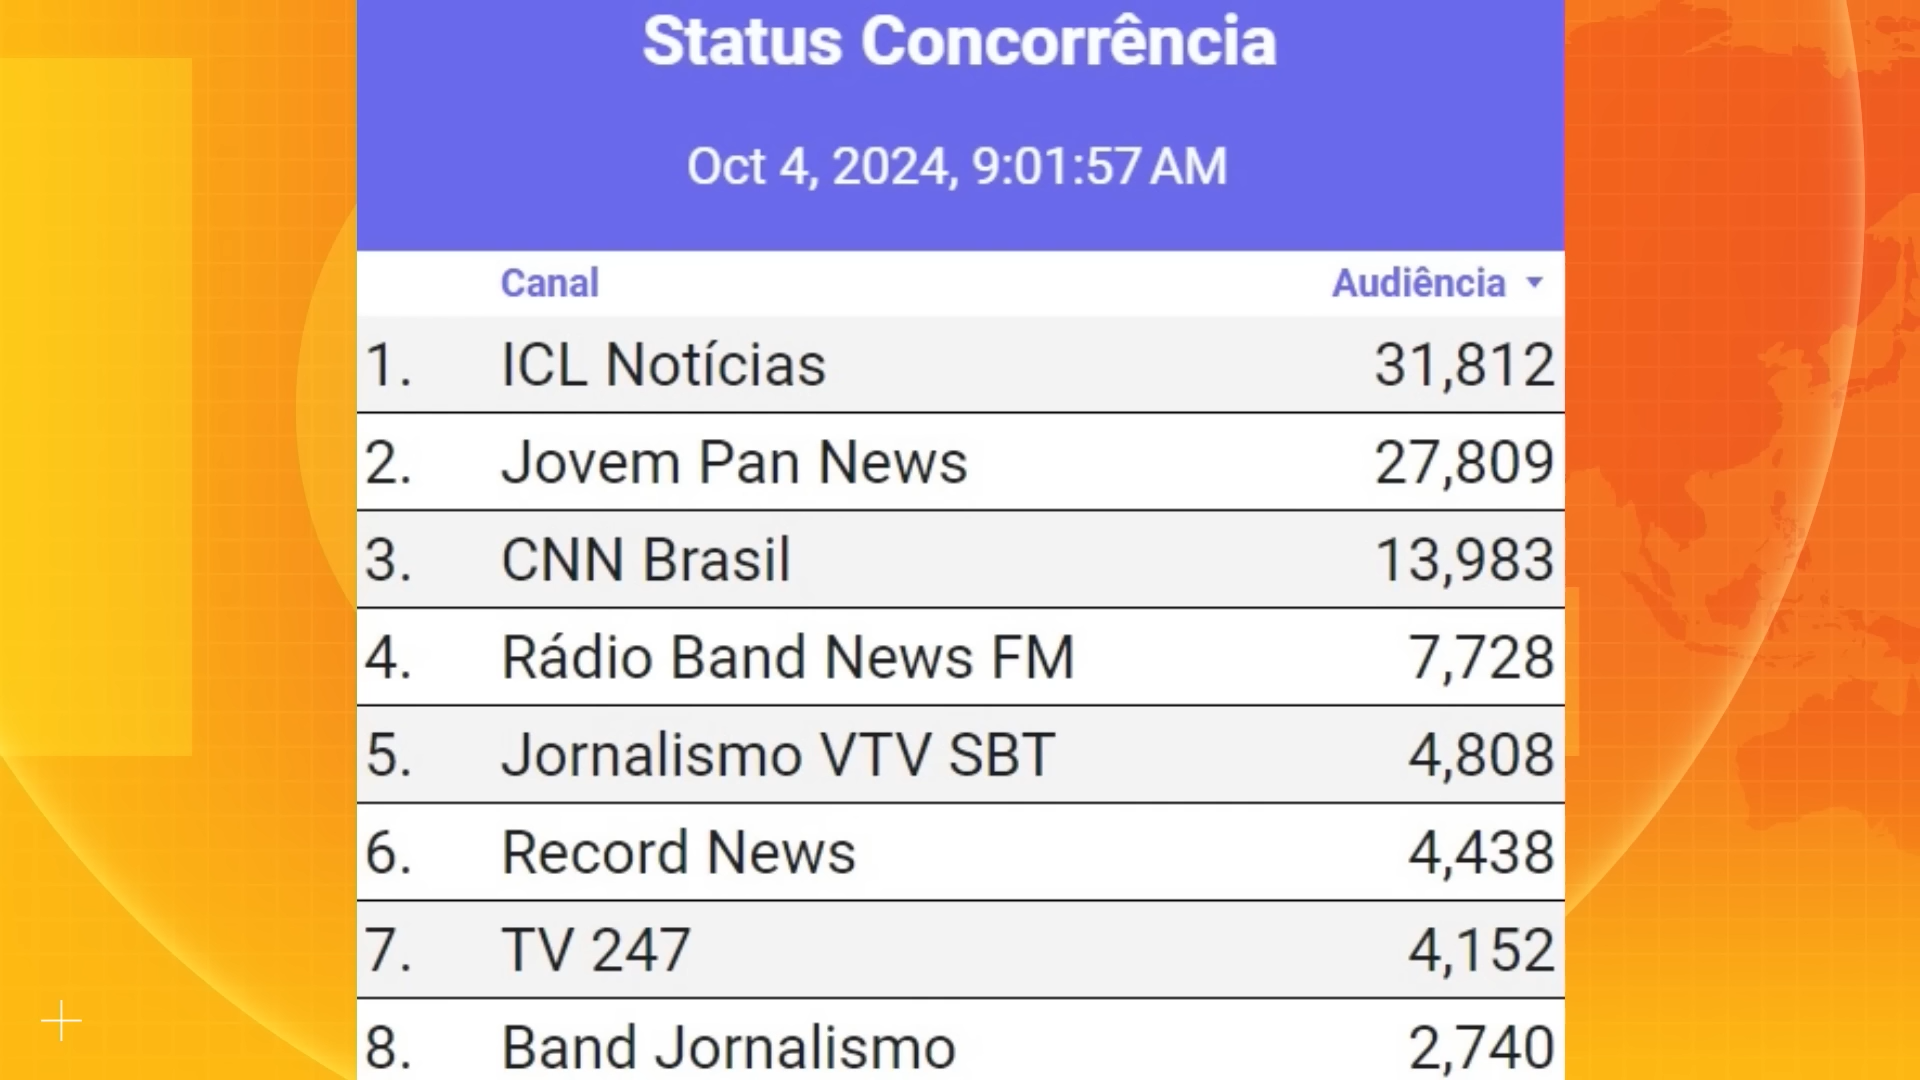 Status Concorrência
Oct 4, 2024, 9:01:57 AM
Canal Audiência
1. ICL Notícias 31,812
2. Jovem Pan News 27,809
3. CNN Brasil 13,983
4. Rádio Band News FM 7,728
5. Jornalismo VTV SBT 4,808
6. Record News 4,438
7. TV 247 4,152
8. Band Jornalismo 2,740